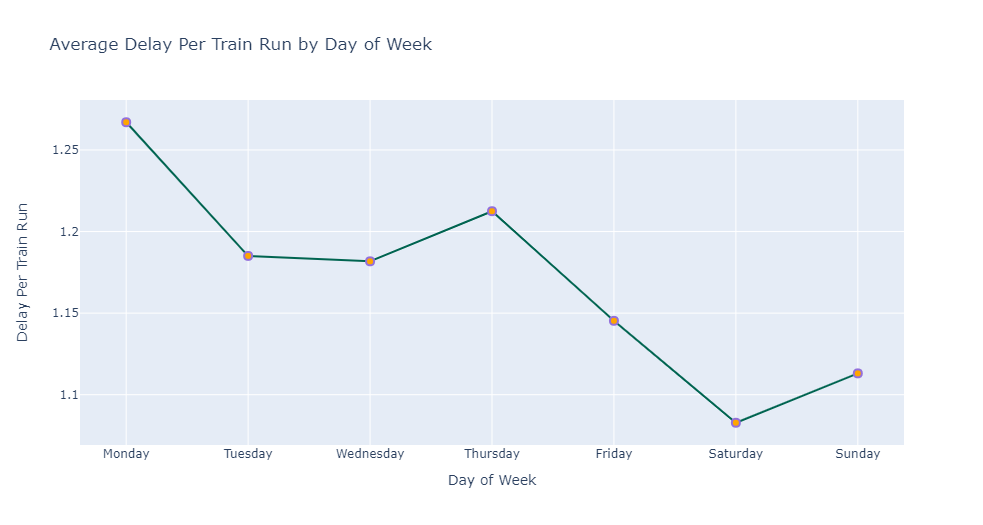 Average Delay Per Train Run by Day of Week
Delay Per Train Run
1.25
1.2
1.15
1.1
Monday Tuesday Wednesday Thursday Friday Saturday Sunday
Day of Week